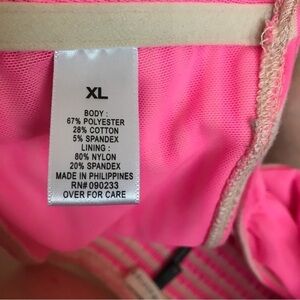 XL
BODY :
67% POLYESTER
28% COTTON
5% SPANDEX
LINING :
80% NYLON
20% SPANDEX
MADE IN PHILIPPINES
RN# 090233
OVER FOR CARE